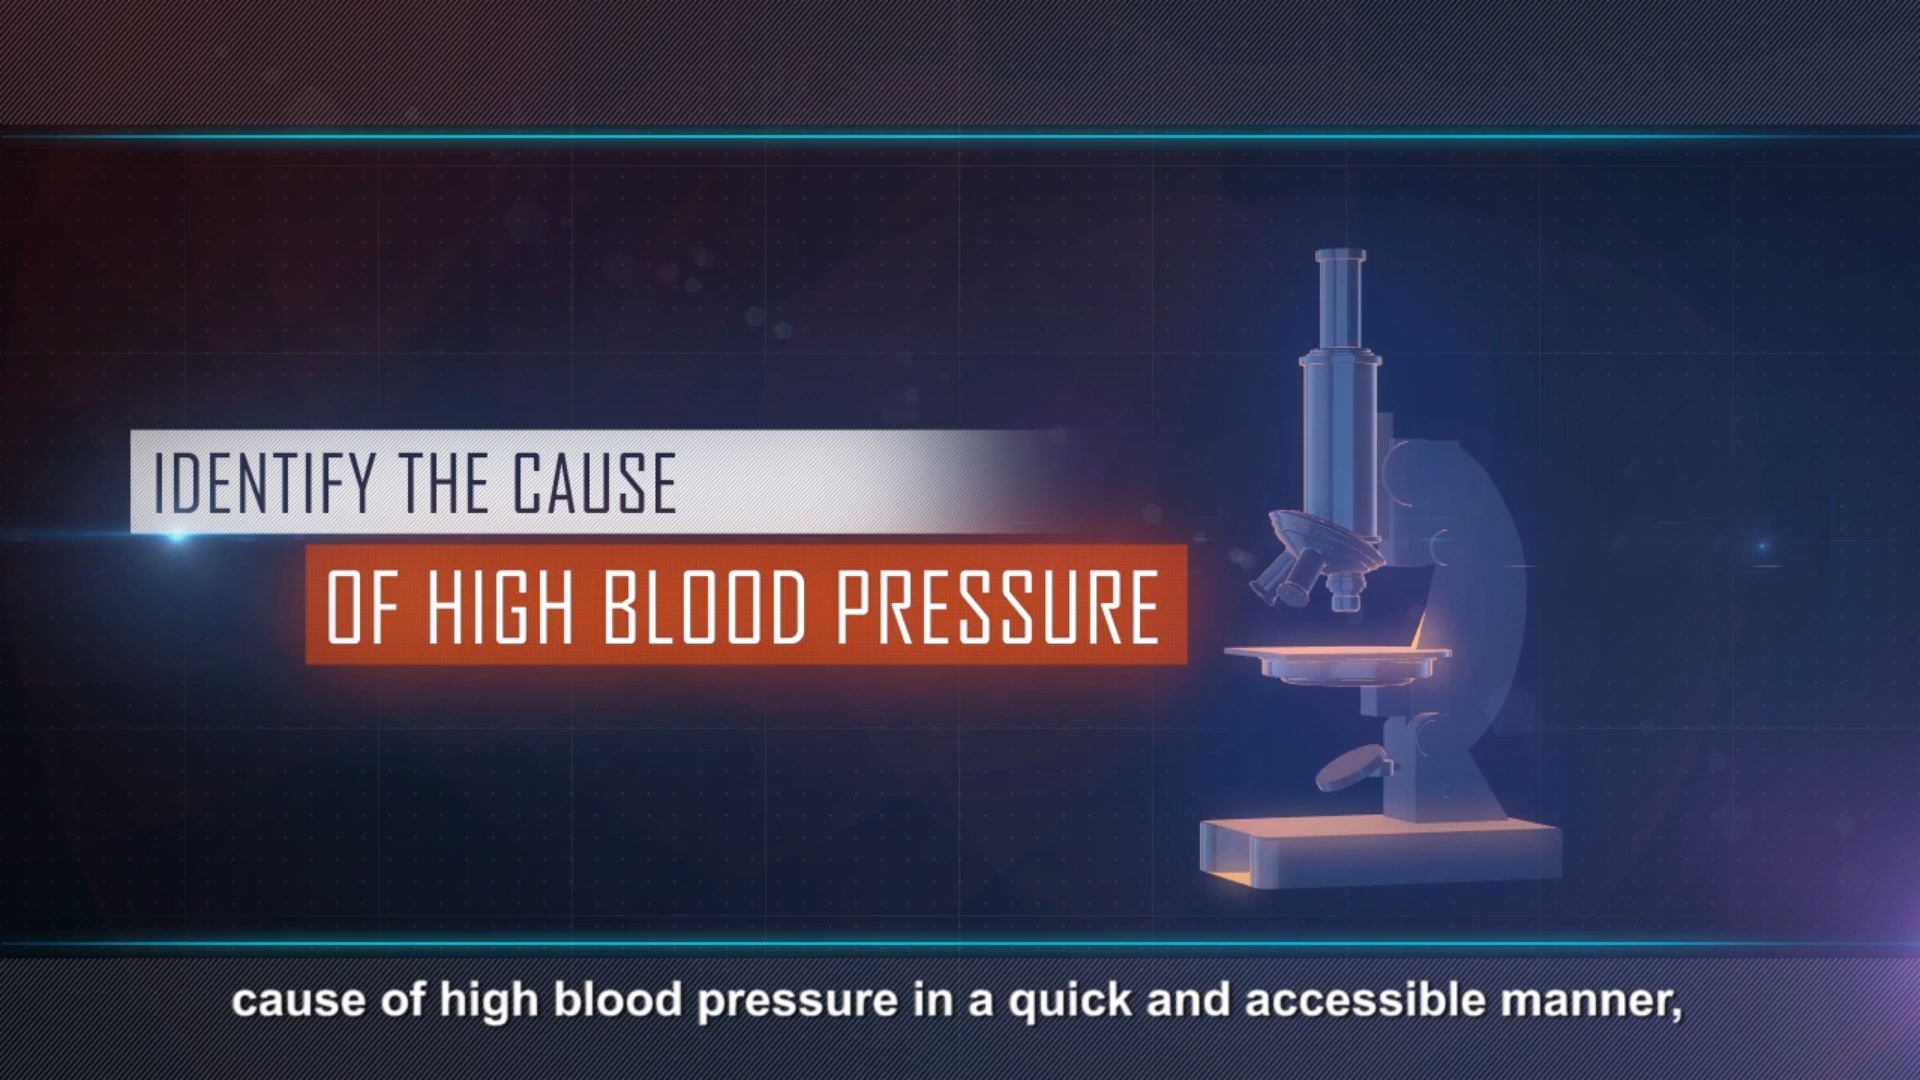 IDENTIFY THE CAUSE
OF HIGH BLOOD PRESSURE
cause of high blood pressure in a quick and accessible manner,